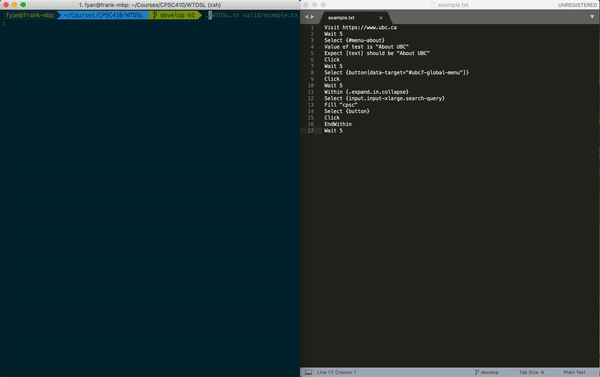 1. fyan@frank-mbp: ~/Courses/CPSC410/WTDSL (zsh)
fyan@frank-mbp ~/Courses/CPSC410/WTDSL develop ./WTDSL.sh valid/example.tx
t
example.txt
UNREGISTERED
example.txt
1 Visit https://www.ubc.ca
2 Wait 5
3 Select {#menu-about}
4 Value of test is "About UBC"
5 Expect [text] should be "About UBC"
6 Click
7 Wait 5
8 Select {button[data-target="#ubc7-global-menu"]}
9 Click
10 Wait 5
11 Within {.expand.in.collapse}
12 Select {input.input-xlarge.search-query}
13 Fill "cpsc"
14 Select {button}
15 Click
16 EndWithin
17 Wait 5
Line 17, Column 7
develop
Tab Size: 4
Plain Text